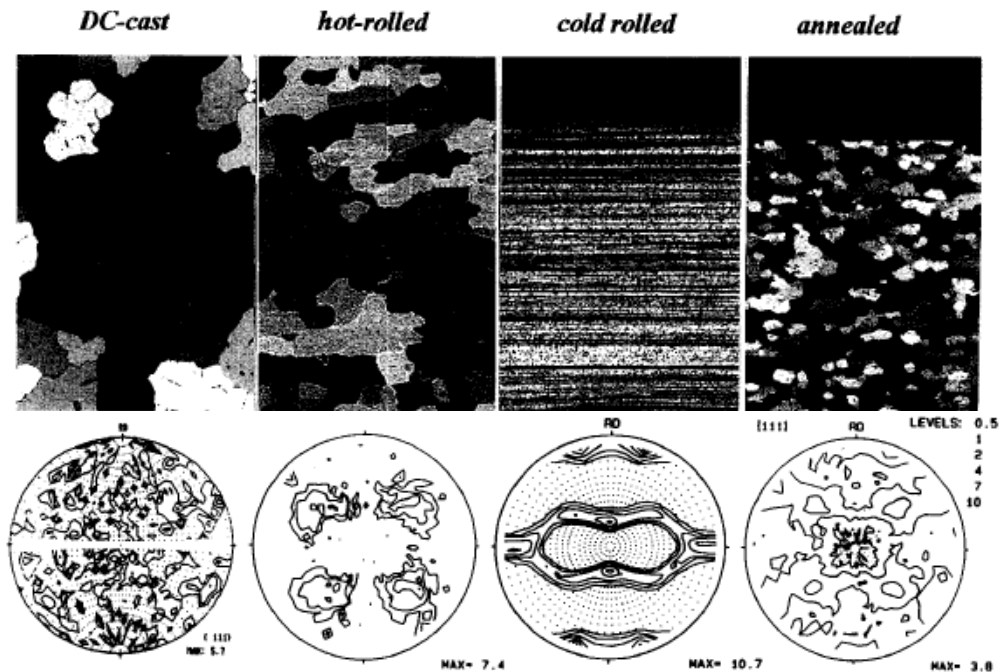 DC-cast
hot-rolled
cold rolled
annealed
RD
[111]
RD
LEVELS: 0.5
1
2
4
7
10
MAX= 7.4
MAX= 10.7
MAX= 3.8